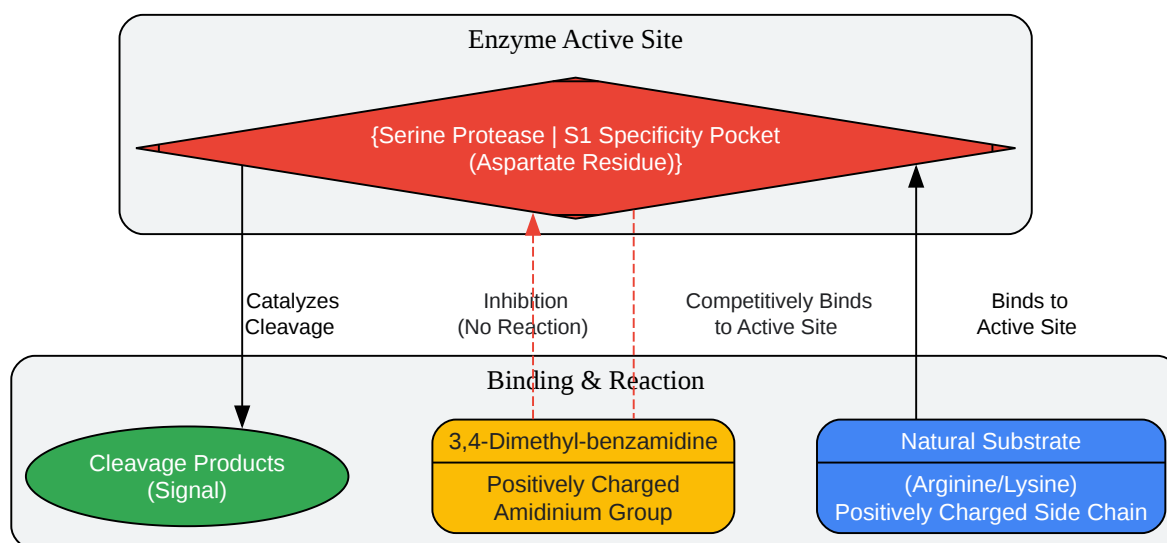 Enzyme Active Site
{Serine Protease | S1 Specificity Pocket
(Aspartate Residue)}
Catalyzes
Cleavage
Inhibition
(No Reaction)
Competitively Binds
to Active Site
Binds to
Active Site
Binding & Reaction
Cleavage Products
(Signal)
3,4-Dimethyl-benzamidine
Positively Charged
Amidinium Group
Natural Substrate
(Arginine/Lysine)
Positively Charged Side Chain